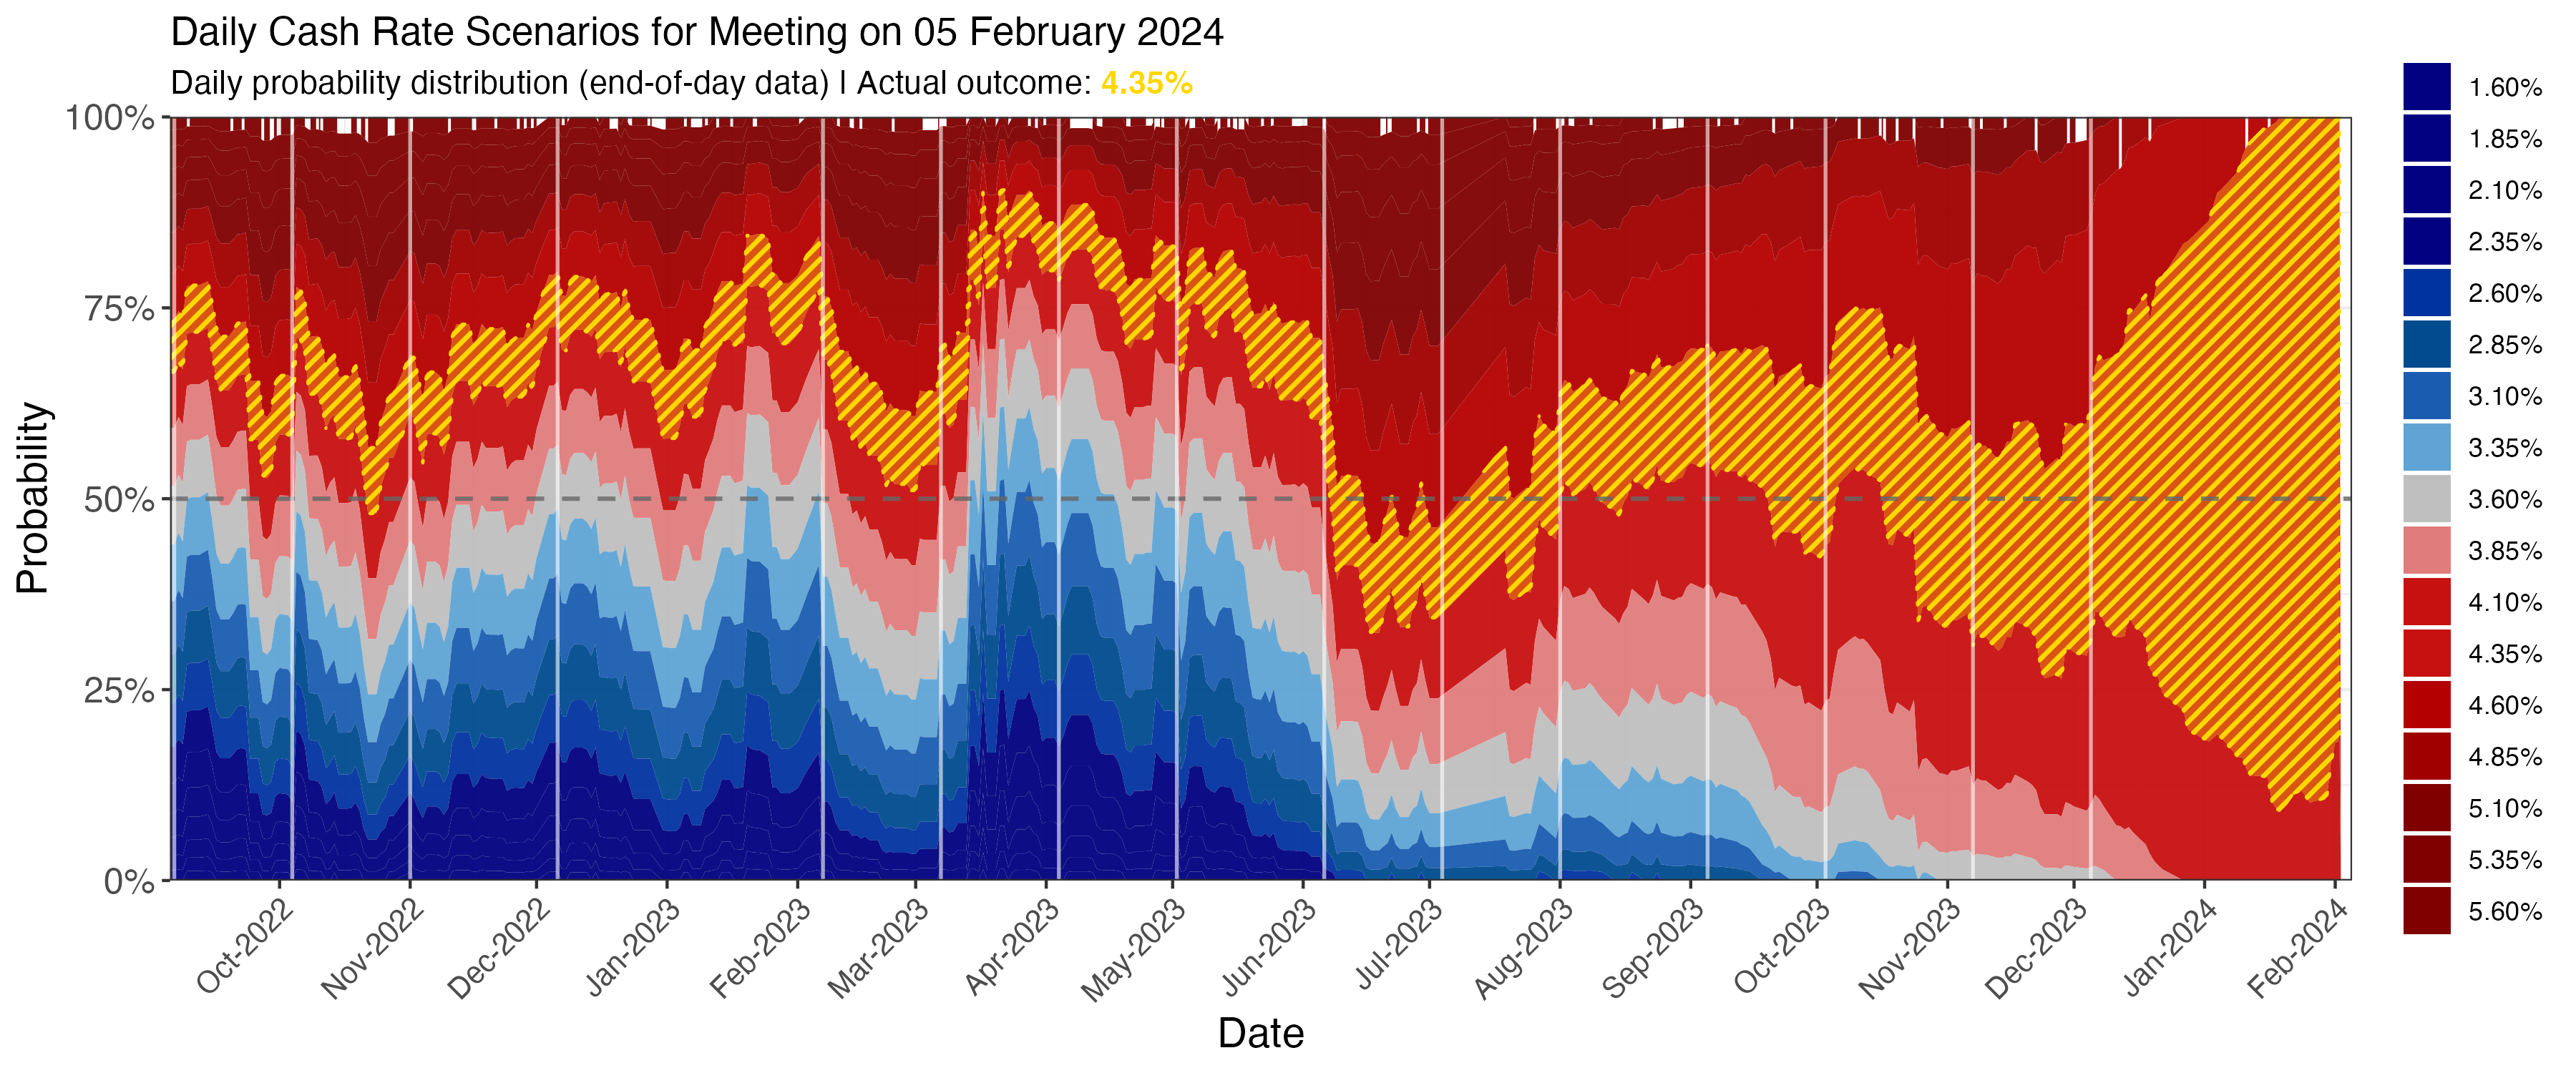 Daily Cash Rate Scenarios for Meeting on 05 February 2024
Daily probability distribution (end-of-day data) | Actual outcome: 4.35%
Probability
100%
75%
50%
25%
0%
Oct-2022
Nov-2022
Dec-2022
Jan-2023
Feb-2023
Mar-2023
Apr-2023
May-2023
Jun-2023
Jul-2023
Aug-2023
Sep-2023
Oct-2023
Nov-2023
Dec-2023
Jan-2024
Feb-2024
Date
1.60%
1.85%
2.10%
2.35%
2.60%
2.85%
3.10%
3.35%
3.60%
3.85%
4.10%
4.35%
4.60%
4.85%
5.10%
5.35%
5.60%